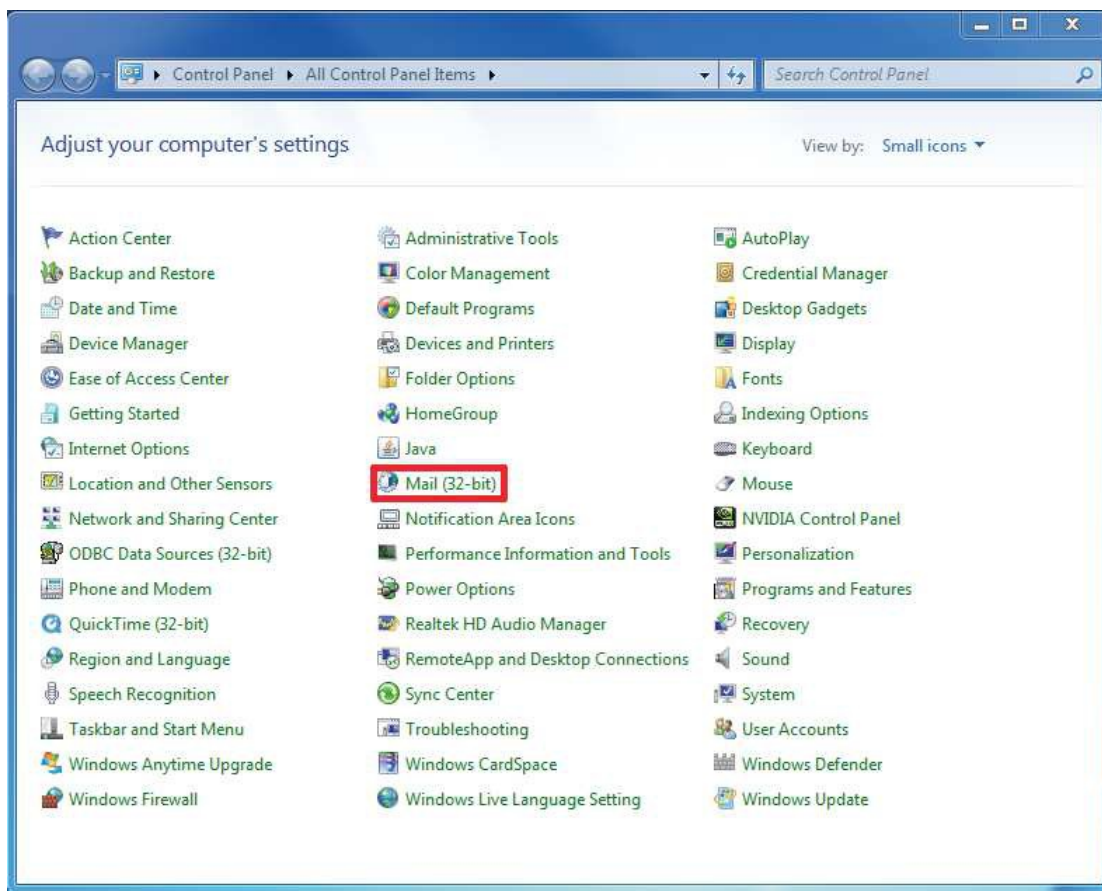 Control Panel All Control Panel Items Search Control Panel
Adjust your computer's settings View by: Small icons
Action Center Administrative Tools AutoPlay
Backup and Restore Color Management Credential Manager
Date and Time Default Programs Desktop Gadgets
Device Manager Devices and Printers Display
Ease of Access Center Folder Options Fonts
Getting Started HomeGroup Indexing Options
Internet Options Java Keyboard
Location and Other Sensors Mail (32-bit) Mouse
Network and Sharing Center Notification Area Icons NVIDIA Control Panel
ODBC Data Sources (32-bit) Performance Information and Tools Personalization
Phone and Modem Power Options Programs and Features
QuickTime (32-bit) Realtek HD Audio Manager Recovery
Region and Language RemoteApp and Desktop Connections Sound
Speech Recognition Sync Center System
Taskbar and Start Menu Troubleshooting User Accounts
Windows Anytime Upgrade Windows CardSpace Windows Defender
Windows Firewall Windows Live Language Setting Windows Update